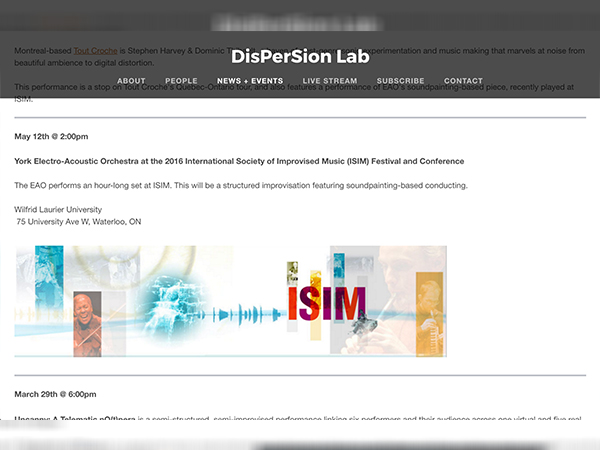 DisPerSion Lab
ABOUT PEOPLE NEWS + EVENTS LIVE STREAM SUBSCRIBE CONTACT
Montreal-based Tout Croche is Stephen Harvey & Dominic experimentation and music making that marvels at noise from
beautiful ambience to digital distortion.
This performance is a stop on Tout Croche's Quebec-Ontario tour, and also features a performance of EAO's soundpainting-based piece, recently played at
ISIM.
May 12th @ 2:00pm
York Electro-Acoustic Orchestra at the 2016 International Society of Improvised Music (ISIM) Festival and Conference
The EAO performs an hour-long set at ISIM. This will be a structured improvisation featuring soundpainting-based conducting.
Wilfrid Laurier University
75 University Ave W, Waterloo, ON
ISIM
March 29th @ 6:00pm
Uncanny: A Telematic nO(t)pera is a semi-structured, semi-improvised performance linking six performers and their audience across one virtual and five real